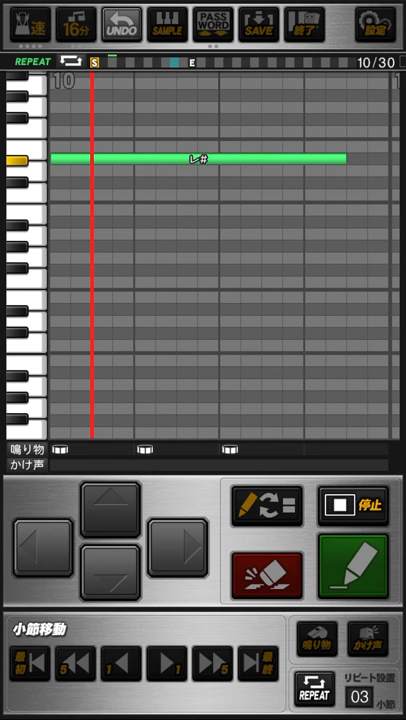 速 16分 UNDO SAMPLE PASS WORD SAVE 終了 設定
REPEAT S E 10/30
10 1
レ#
鳴り物
かけ声
停止
小節移動
最初 5 1 1 5 最終
鳴り物 かけ声
REPEAT リピート設置 03 小節